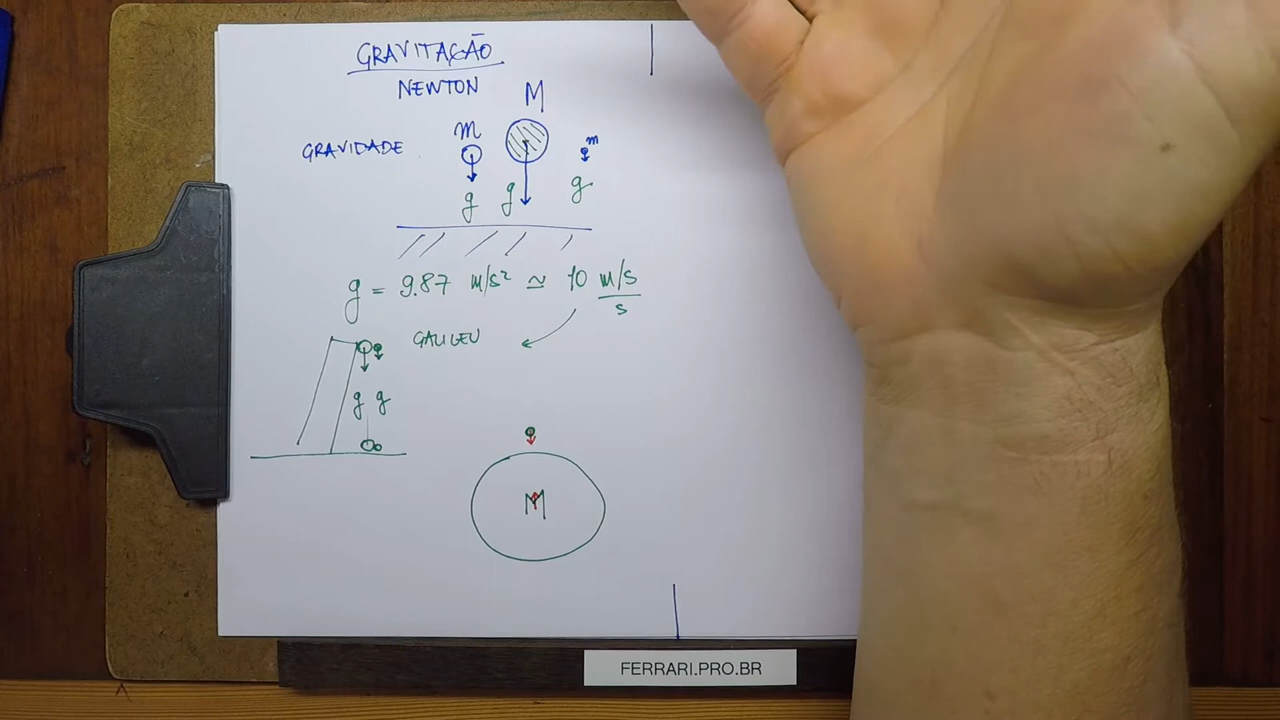 GRAVITAÇÃO
NEWTON
M
m
m
GRAVIDADE
g g g
g = 9.87 m/s² ≃ 10 m/s/s
GALILEU
g g
M
FERRARI.PRO.BR